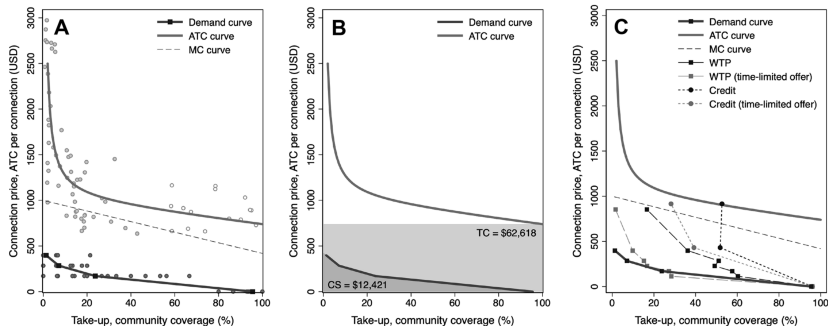 A
Demand curve
ATC curve
MC curve
Connection price, ATC per connection (USD)
3000
2500
2000
1500
1000
500
0
0 20 40 60 80 100
Take-up, community coverage (%)
B
Demand curve
ATC curve
Connection price, ATC per connection (USD)
3000
2500
2000
1500
1000
500
0
TC = $62,618
CS = $12,421
0 20 40 60 80 100
Take-up, community coverage (%)
C
Demand curve
ATC curve
MC curve
WTP
WTP (time-limited offer)
Credit
Credit (time-limited offer)
Connection price, ATC per connection (USD)
3000
2500
2000
1500
1000
500
0
0 20 40 60 80 100
Take-up, community coverage (%)